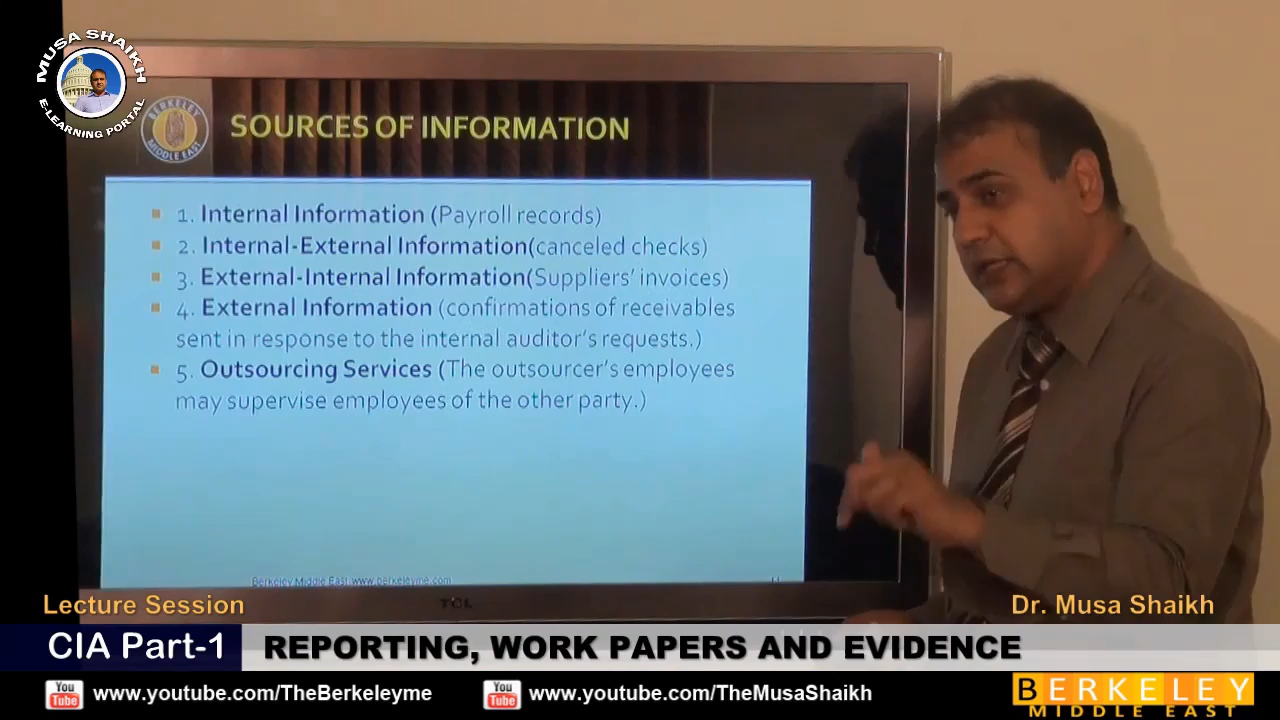 MUSA SHAIKH
E-LEARNING PORTAL
BERKELEY
MIDDLE EAST
SOURCES OF INFORMATION
1. Internal Information (Payroll records)
2. Internal-External Information(canceled checks)
3. External-Internal Information(Suppliers' invoices)
4. External Information (confirmations of receivables
sent in response to the internal auditor's requests.)
5. Outsourcing Services (The outsourcer's employees
may supervise employees of the other party.)
Berkeley Middle East www.berkeleyme.com
TCL
Lecture Session
Dr. Musa Shaikh
CIA Part-1
REPORTING, WORK PAPERS AND EVIDENCE
You Tube
www.youtube.com/TheBerkeleyme
You Tube
www.youtube.com/TheMusaShaikh
BERKELEY
MIDDLE EAST